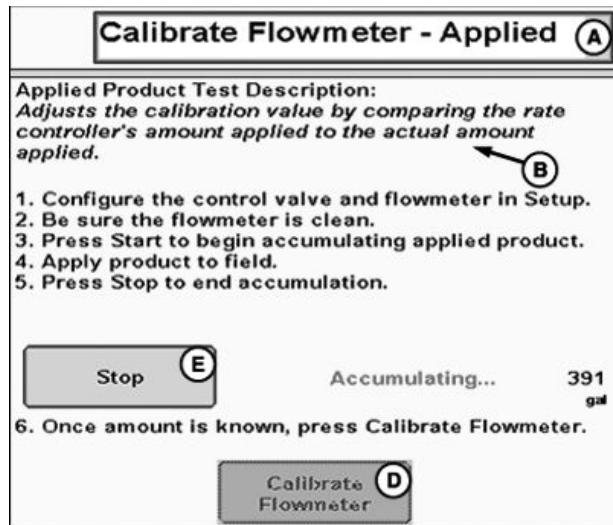 Calibrate Flowmeter - Applied A
Applied Product Test Description:
Adjusts the calibration value by comparing the rate
controller's amount applied to the actual amount
applied.
B
1. Configure the control valve and flowmeter in Setup.
2. Be sure the flowmeter is clean.
3. Press Start to begin accumulating applied product.
4. Apply product to field.
5. Press Stop to end accumulation.
Stop E Accumulating... 391
gal
6. Once amount is known, press Calibrate Flowmeter.
Calibrate D
Flowmeter